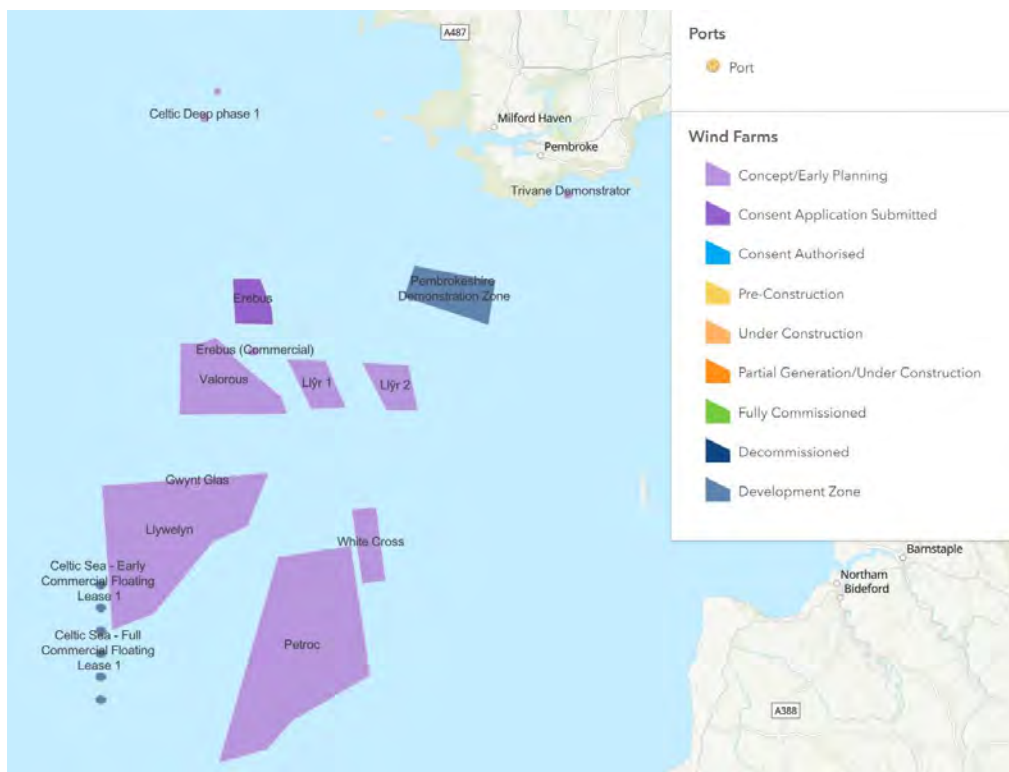 A487
Celtic Deep phase 1
Milford Haven
Pembroke
Trivane Demonstrator
Pembrokeshire
Demonstration Zone
Erebus
Erebus (Commercial)
Valorous
Llŷr 1
Llŷr 2
Gwynt Glas
Llywelyn
White Cross
Celtic Sea - Early
Commercial Floating
Lease 1
Celtic Sea - Full
Commercial Floating
Lease 1
Petroc
Barnstaple
Northam
Bideford
A388
Ports
Port
Wind Farms
Concept/Early Planning
Consent Application Submitted
Consent Authorised
Pre-Construction
Under Construction
Partial Generation/Under Construction
Fully Commissioned
Decommissioned
Development Zone